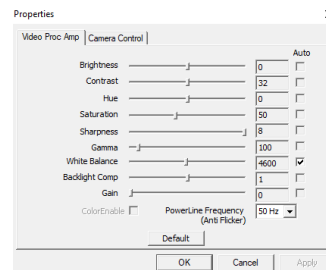 Properties
Video Proc Amp Camera Control
Auto
Brightness 0
Contrast 32
Hue 0
Saturation 50
Sharpness 8
Gamma 100
White Balance 4600
Backlight Comp 1
Gain 0
ColorEnable PowerLine Frequency 50 Hz
(Anti Flicker)
Default
OK Cancel Apply